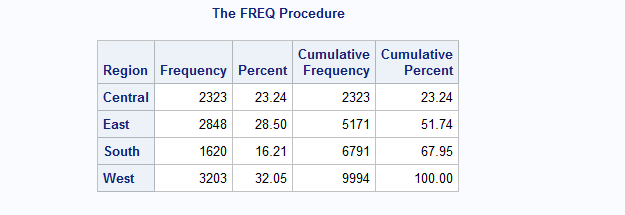 The FREQ Procedure
Region Frequency Percent Cumulative Frequency Cumulative Percent
Central 2323 23.24 2323 23.24
East 2848 28.50 5171 51.74
South 1620 16.21 6791 67.95
West 3203 32.05 9994 100.00